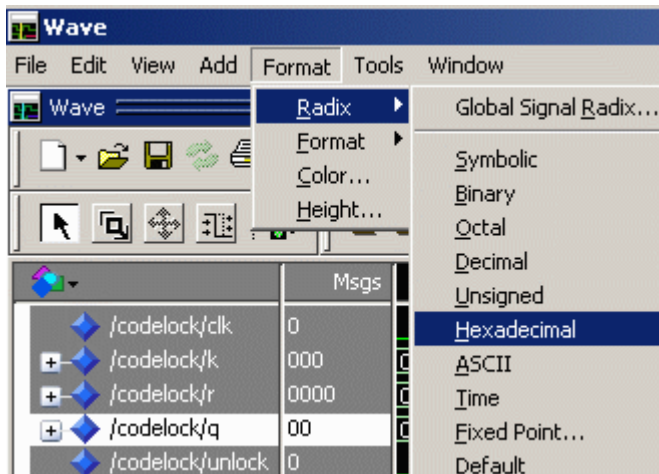 Wave
File Edit View Add Format Tools Window
Wave
Radix
Format
Color...
Height...
Global Signal Radix...
Symbolic
Binary
Octal
Decimal
Unsigned
Hexadecimal
ASCII
Time
Fixed Point...
Default
Msgs
/codelock/clk 0
/codelock/k 000
/codelock/r 0000
/codelock/q 00
/codelock/unlock 0